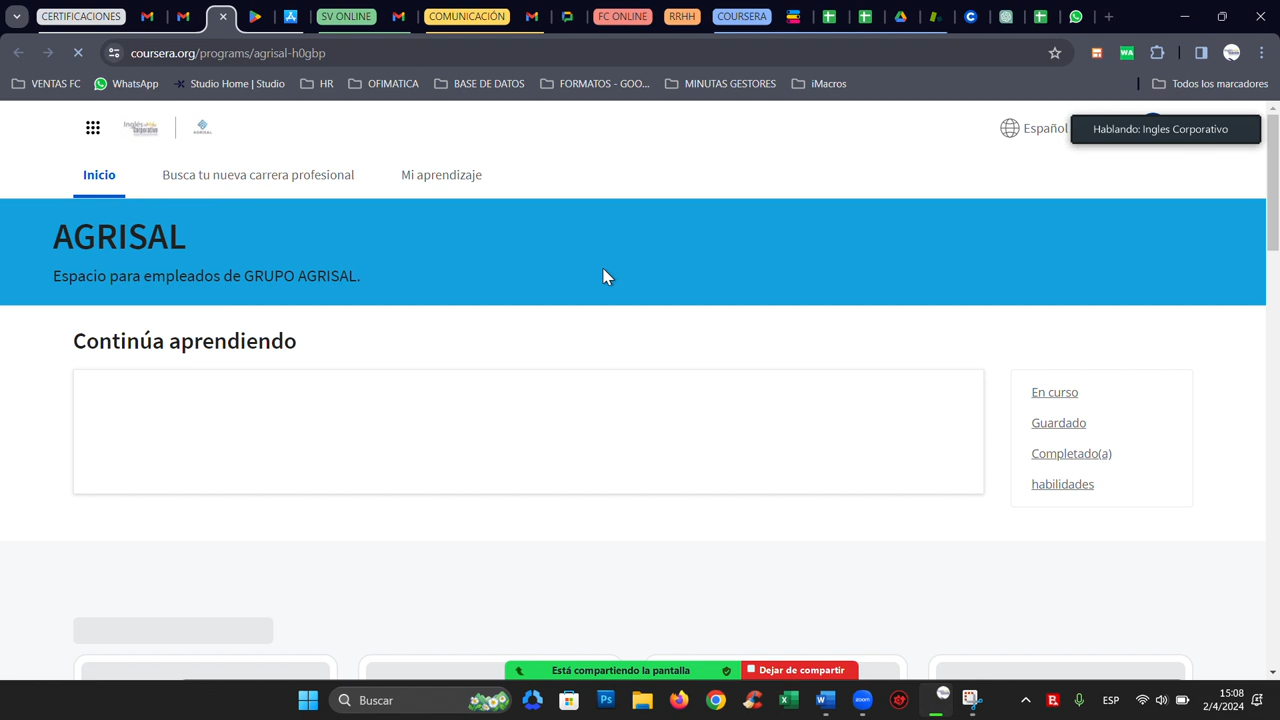 CERTIFICACIONES
SV ONLINE
COMUNICACIÓN
FC ONLINE
RRHH
COURSERA
coursera.org/programs/agrisal-h0gbp
VENTAS FC
WhatsApp
Studio Home | Studio
HR
OFIMATICA
BASE DE DATOS
FORMATOS - GOO...
MINUTAS GESTORES
iMacros
Todos los marcadores
Inglés
Corporativo
AGRISAL
Español
Hablando: Ingles Corporativo
Inicio
Busca tu nueva carrera profesional
Mi aprendizaje
AGRISAL
Espacio para empleados de GRUPO AGRISAL.
Continúa aprendiendo
En curso
Guardado
Completado(a)
habilidades
Está compartiendo la pantalla
Dejar de compartir
Buscar
ESP
15:08
2/4/2024